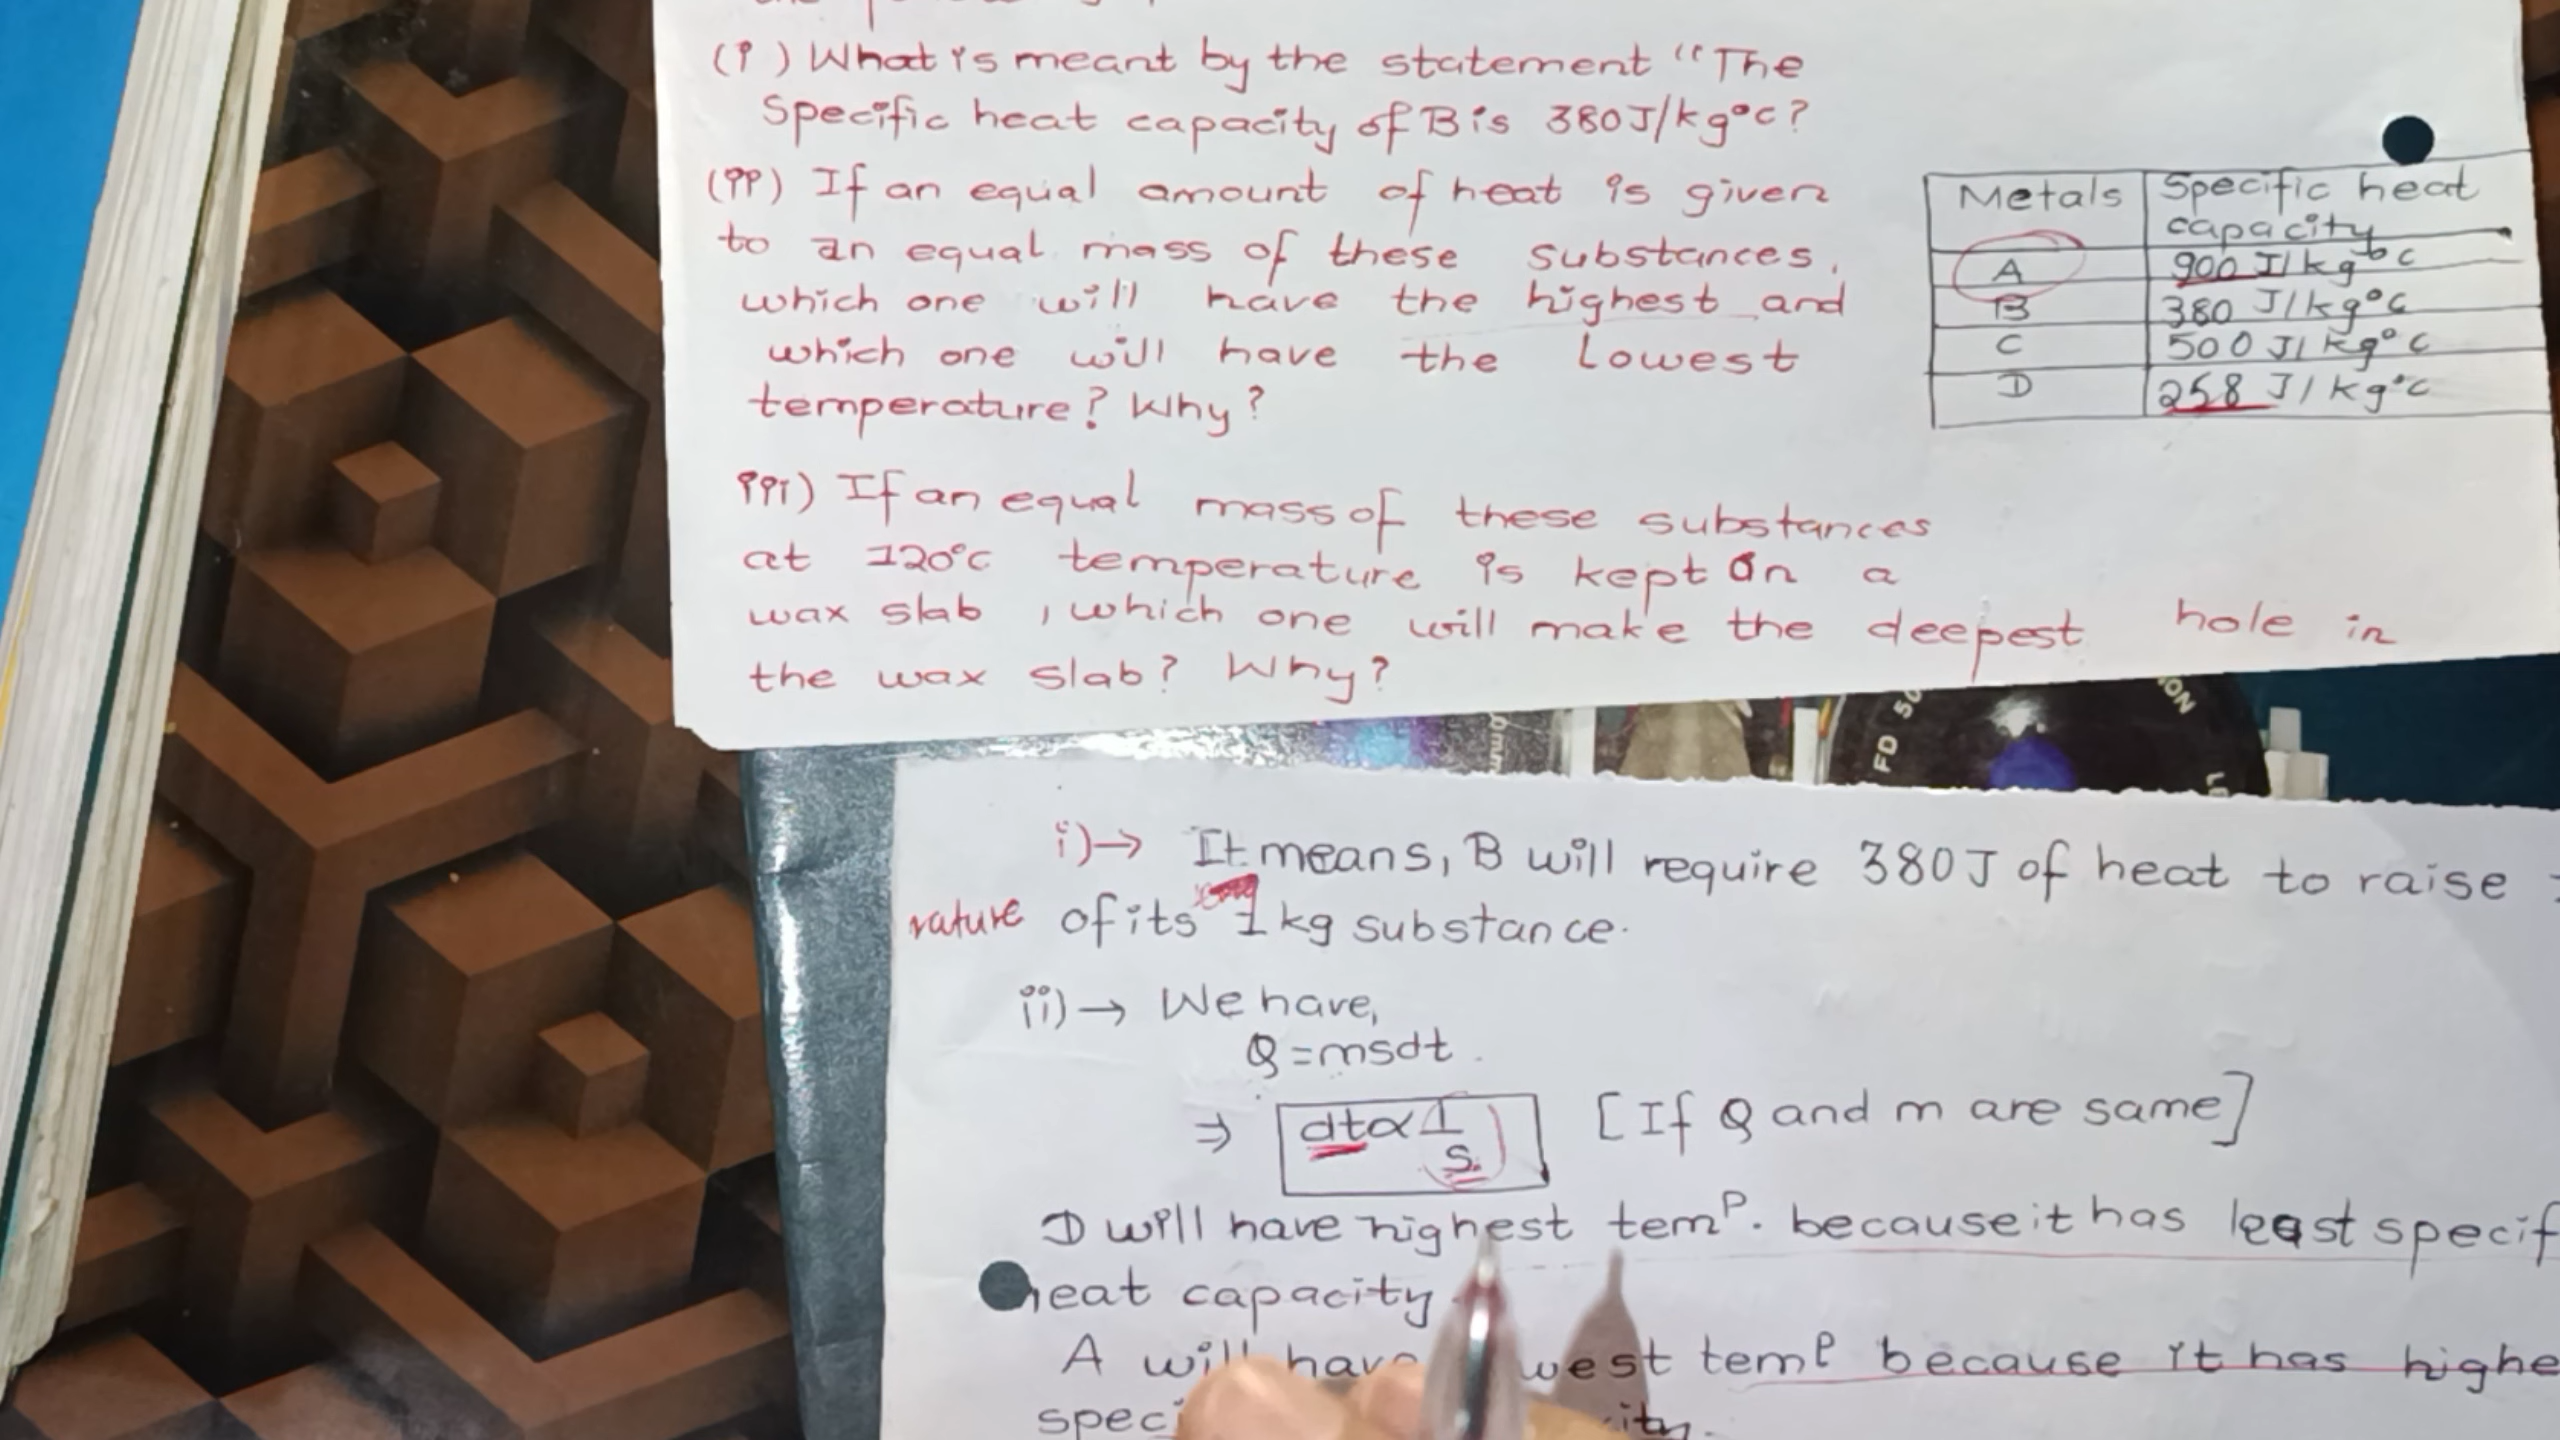 (i) What is meant by the statement "The
Specific heat capacity of B is 380J/kg°c?
(ii) If an equal amount of heat is given
to an equal mass of these substances,
which one will have the highest and
which one will have the Lowest
temperature? Why?
iii) If an equal mass of these substances
at 120°c temperature is kept On a
wax slab, which one will make the deepest hole in
the wax slab? Why?
Metals Specific heat
capacity
A 900 J/kg°c
B 380 J/kg°c
C 500 J/kg°c
D 258 J/kg°c
FD 50
ION
i)→ It means, B will require 380J of heat to raise
rature of its 1 kg substance.
ii)→ We have,
Q=msdt.
⇒ dt∝1/s [If Q and m are same]
D will have highest temp. because it has least specif
heat capacity
A will have west temp because it has highe